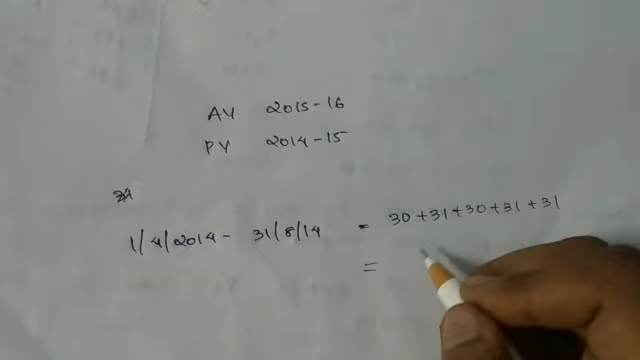 AY 2015-16
PY 2014-15
1/4/2014 - 31/8/14 = 30+31+30+31+31
=